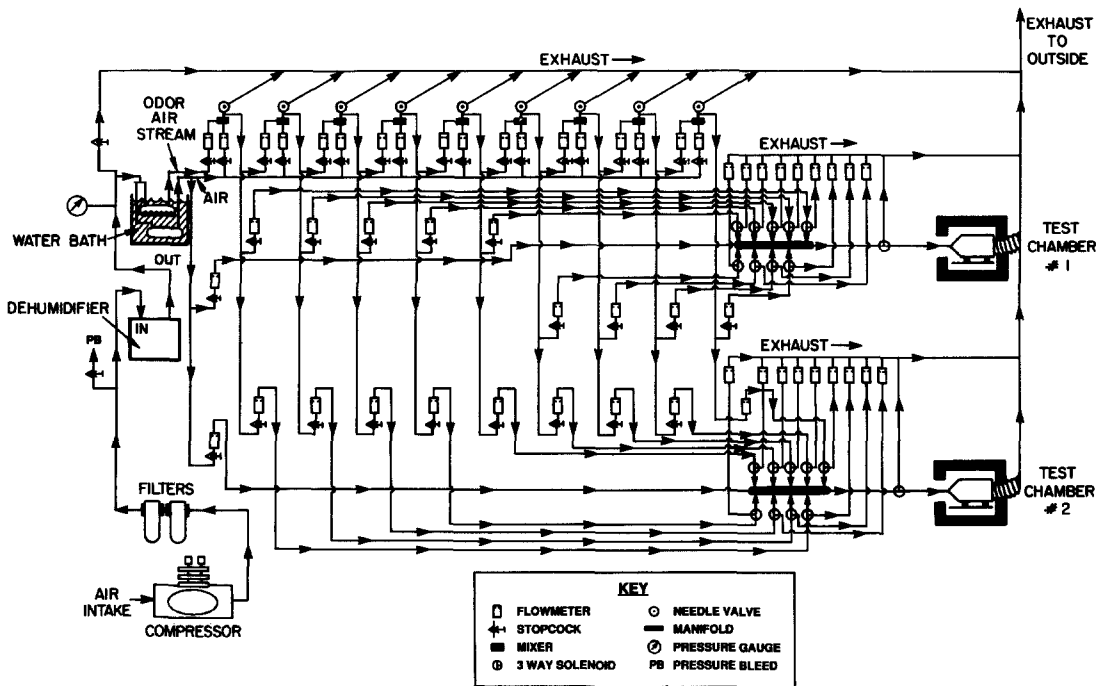 EXHAUST
TO
OUTSIDE
EXHAUST
ODOR
AIR
STREAM
EXHAUST
AIR
WATER BATH
TEST
CHAMBER
# 1
OUT
DEHUMIDIFIER
IN
PB
EXHAUST
TEST
CHAMBER
# 2
FILTERS
AIR
INTAKE
COMPRESSOR
KEY
FLOWMETER
STOPCOCK
MIXER
3 WAY SOLENOID
NEEDLE VALVE
MANIFOLD
PRESSURE GAUGE
PB PRESSURE BLEED